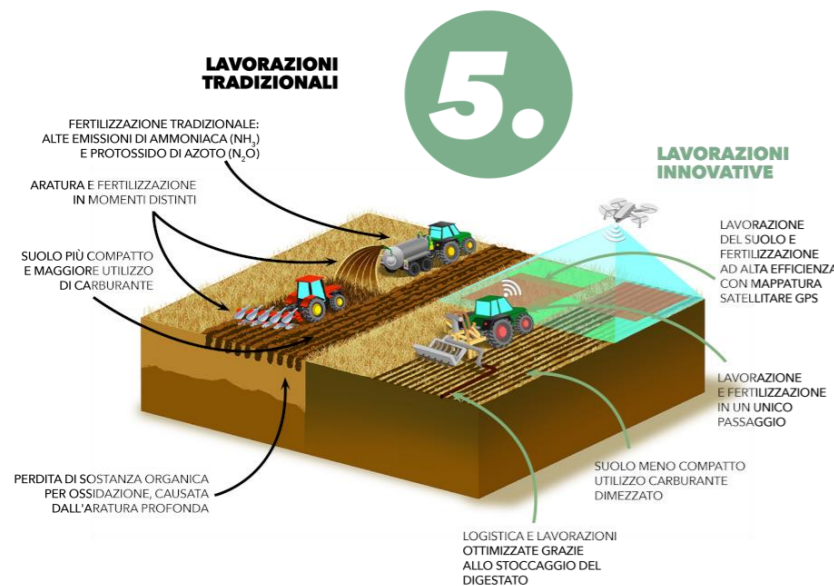 LAVORAZIONI
TRADIZIONALI
5.
FERTILIZZAZIONE TRADIZIONALE:
ALTE EMISSIONI DI AMMONIACA (NH₃)
E PROTOSSIDO DI AZOTO (N₂O)
ARATURA E FERTILIZZAZIONE
IN MOMENTI DISTINTI
SUOLO PIÙ COMPATTO
E MAGGIORE UTILIZZO
DI CARBURANTE
PERDITA DI SOSTANZA ORGANICA
PER OSSIDAZIONE, CAUSATA
DALL'ARATURA PROFONDA
LAVORAZIONI
INNOVATIVE
LAVORAZIONE
DEL SUOLO E
FERTILIZZAZIONE
AD ALTA EFFICIENZA
CON MAPPATURA
SATELLITARE GPS
LAVORAZIONE
E FERTILIZZAZIONE
IN UN UNICO
PASSAGGIO
SUOLO MENO COMPATTO
UTILIZZO CARBURANTE
DIMEZZATO
LOGISTICA E LAVORAZIONI
OTTIMIZZATE GRAZIE
ALLO STOCCAGGIO DEL
DIGESTATO